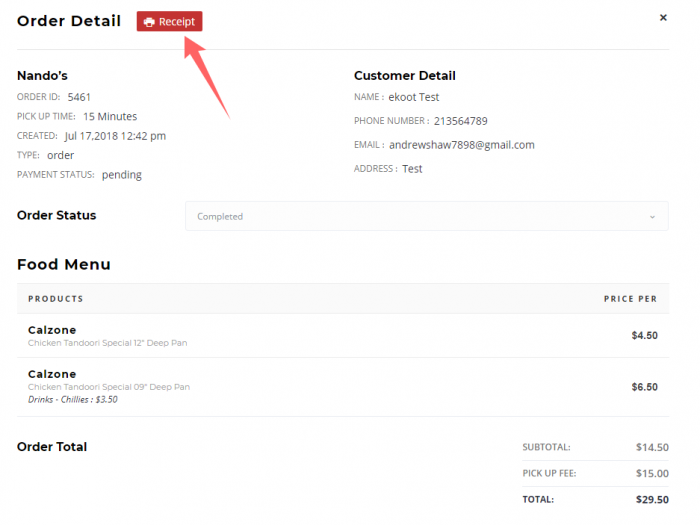 Order Detail Receipt ×
Nando's Customer Detail
ORDER ID: 5461 NAME : ekoot Test
PICK UP TIME: 15 Minutes PHONE NUMBER : 213564789
CREATED: Jul 17,2018 12:42 pm EMAIL : andrewshaw7898@gmail.com
TYPE: order ADDRESS : Test
PAYMENT STATUS: pending
Order Status Completed
Food Menu
PRODUCTS PRICE PER
Calzone
Chicken Tandoori Special 12" Deep Pan
$4.50
Calzone
Chicken Tandoori Special 09" Deep Pan
Drinks - Chillies : $3.50
$6.50
Order Total SUBTOTAL: $14.50
PICK UP FEE: $15.00
TOTAL: $29.50